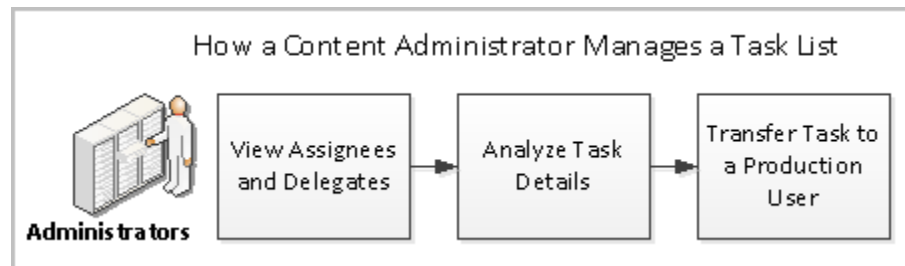 How a Content Administrator Manages a Task List
View Assignees
and Delegates
Analyze Task
Details
Transfer Task to
a Production
User
Administrators